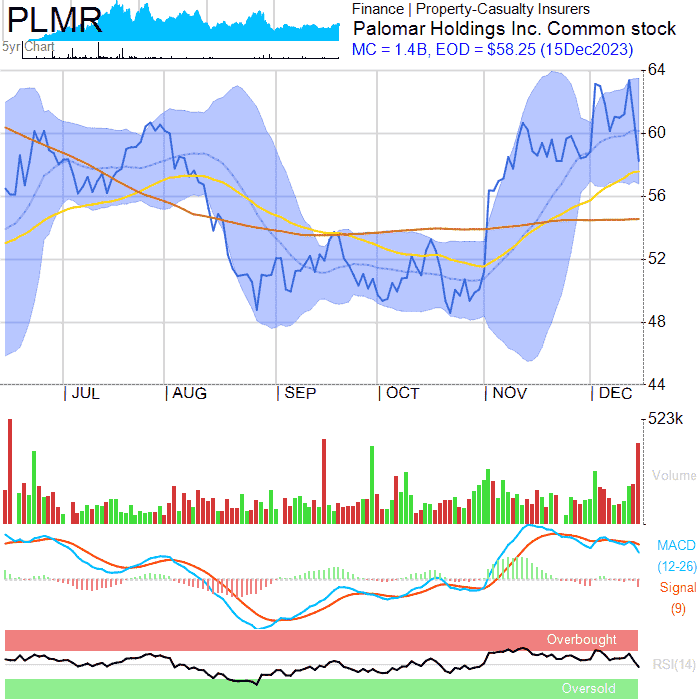 PLMR
5yr Chart
Finance | Property-Casualty Insurers
Palomar Holdings Inc. Common stock
MC = 1.4B, EOD = $58.25 (15Dec2023)
64
60
56
52
48
44
JUL AUG SEP OCT NOV DEC
523k
Volume
MACD
(12-26)
Signal
(9)
Overbought
RSI(14)
Oversold